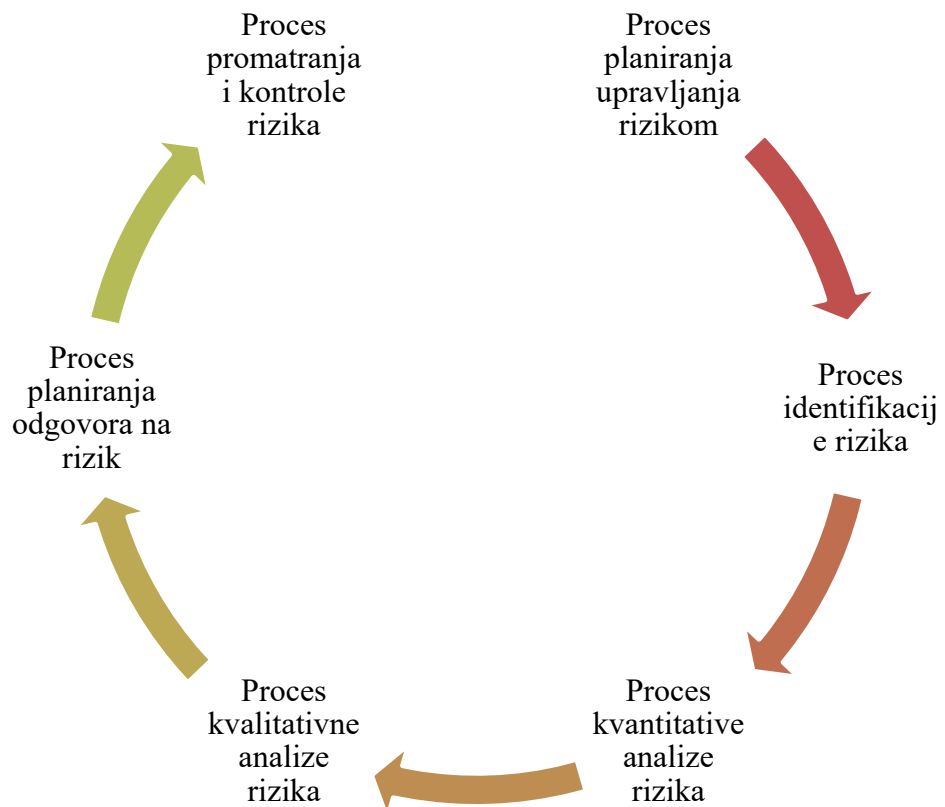 Proces
promatranja
i kontrole
rizika
Proces
planiranja
upravljanja
rizikom
Proces
identifikacij
e rizika
Proces
kvantitative
analize
rizika
Proces
kvalitativne
analize
rizika
Proces
planiranja
odgovora na
rizik